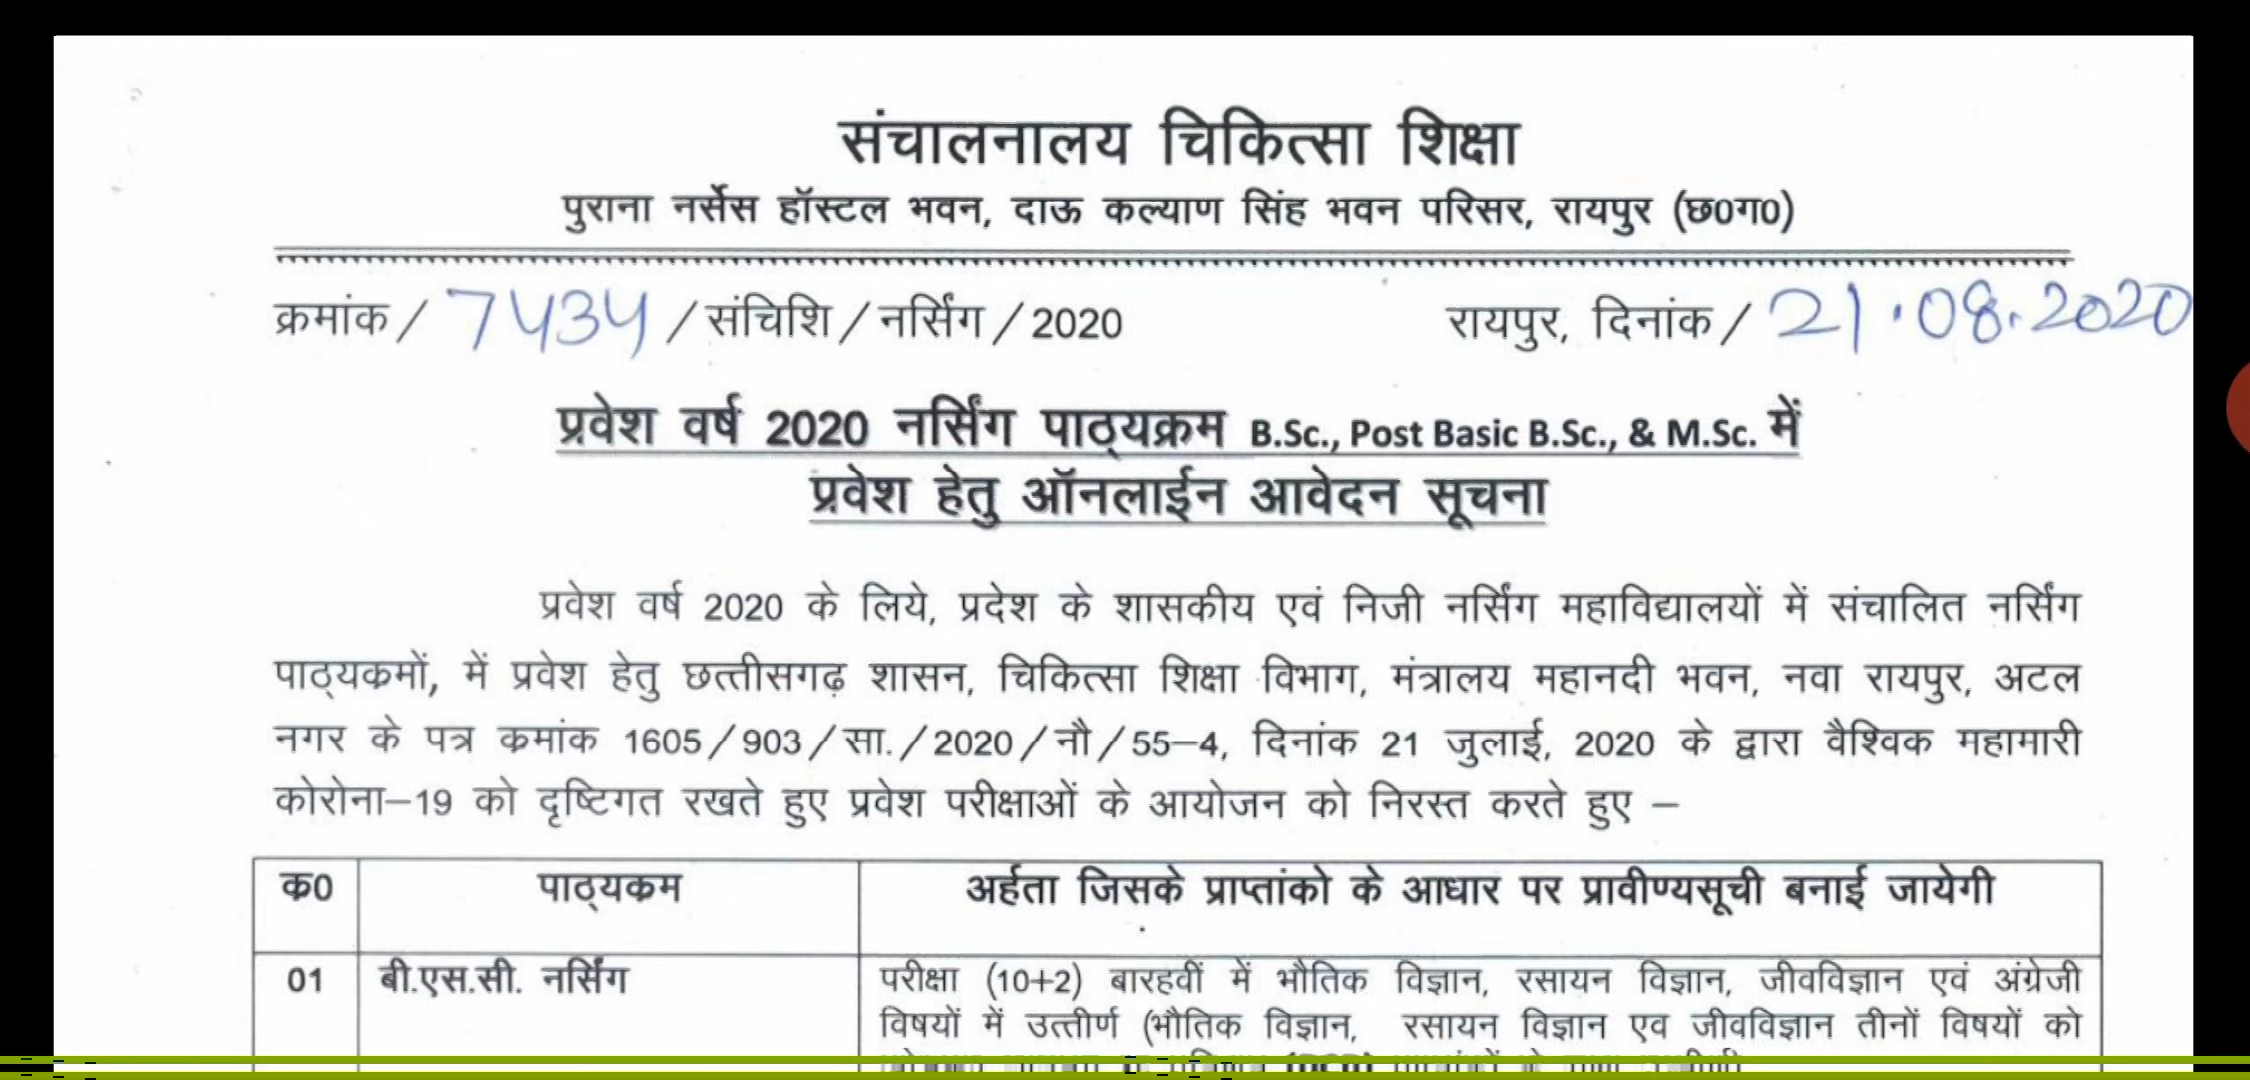 संचालनालय चिकित्सा शिक्षा
पुराना नर्सेस हॉस्टल भवन, दाऊ कल्याण सिंह भवन परिसर, रायपुर (छ0ग0)
क्रमांक / 7434 / संचिशि / नर्सिंग / 2020 रायपुर, दिनांक / 21.08.2020
प्रवेश वर्ष 2020 नर्सिंग पाठ्यक्रम B.Sc., Post Basic B.Sc., & M.Sc. में
प्रवेश हेतु ऑनलाईन आवेदन सूचना
प्रवेश वर्ष 2020 के लिये, प्रदेश के शासकीय एवं निजी नर्सिंग महाविद्यालयों में संचालित नर्सिंग
पाठ्यकमों, में प्रवेश हेतु छत्तीसगढ़ शासन, चिकित्सा शिक्षा विभाग, मंत्रालय महानदी भवन, नवा रायपुर, अटल
नगर के पत्र कमांक 1605/903/सा./2020/नौ/55–4, दिनांक 21 जुलाई, 2020 के द्वारा वैश्विक महामारी
कोरोना–19 को दृष्टिगत रखते हुए प्रवेश परीक्षाओं के आयोजन को निरस्त करते हुए –
क0 पाठ्यकम अर्हता जिसके प्राप्तांको के आधार पर प्रावीण्यसूची बनाई जायेगी
01 बी.एस.सी. नर्सिंग परीक्षा (10+2) बारहवीं में भौतिक विज्ञान, रसायन विज्ञान, जीवविज्ञान एवं अंग्रेजी
विषयों में उत्तीर्ण (भौतिक विज्ञान, रसायन विज्ञान एव जीवविज्ञान तीनों विषयों को